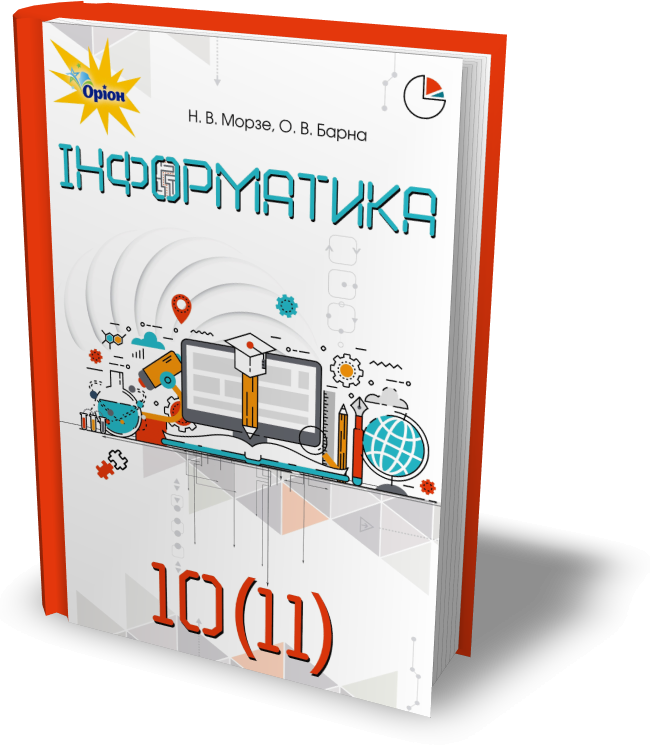 Оріон
Н. В. Морзе, О. В. Барна
ІНФОРМАТИКА
10 (11)